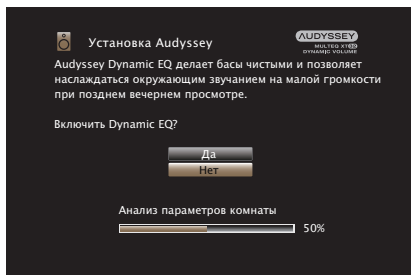 Установка Audyssey
AUDYSSEY
MULTEQ XT32
DYNAMIC VOLUME
Audyssey Dynamic EQ делает басы чистыми и позволяет
наслаждаться окружающим звучанием на малой громкости
при позднем вечернем просмотре.
Включить Dynamic EQ?
Да
Нет
Анализ параметров комнаты
50%